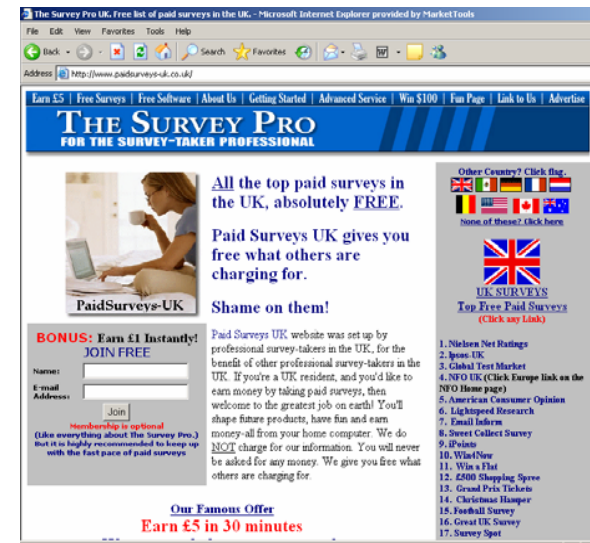 The Survey Pro UK. Free list of paid surveys in the UK. - Microsoft Internet Explorer provided by MarketTools
File Edit View Favorites Tools Help
Back Search Favorites
Address http://www.paidsurveys-uk.co.uk/
Earn £5 | Free Surveys | Free Software | About Us | Getting Started | Advanced Service | Win $100 | Fun Page | Link to Us | Advertise
THE SURVEY PRO
FOR THE SURVEY-TAKER PROFESSIONAL
PaidSurveys-UK
BONUS: Earn £1 Instantly!
JOIN FREE
Name:
E-mail
Address:
Join
Membership is optional
(Like everything about the Survey Pro.)
But it is highly recommended to keep up
with the fast pace of paid surveys
All the top paid surveys in
the UK, absolutely FREE.
Paid Surveys UK gives you
free what others are
charging for.
Shame on them!
Paid Surveys UK website was set up by
professional survey-takers in the UK, for the
benefit of other professional survey-takers in the
UK. If you're a UK resident, and you'd like to
earn money by taking paid surveys, then
welcome to the greatest job on earth! You'll
shape future products, have fun and earn
money-all from your home computer. We do
NOT charge for our information. You will never
be asked for any money. We give you free what
others are charging for.
Our Famous Offer
Earn £5 in 30 minutes
Other Country? Click flag.
None of these? Click here
UK SURVEYS
Top Free Paid Surveys
(Click any Link)
1. Nielsen Net Ratings
2. Ipsos-UK
3. Global Test Market
4. NFO UK (Click Europe link on the
NFO Home page)
5. American Consumer Opinion
6. Lightspeed Research
7. Email Inform
8. Sweet Collect Survey
9. iPoints
10. Win4Now
11. Win a Flat
12. £500 Shopping Spree
13. Grand Prix Tickets
14. Christmas Hamper
15. Football Survey
16. Great UK Survey
17. Survey Spot